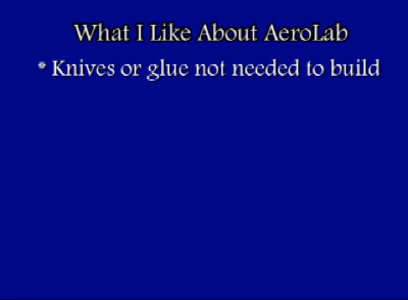 What I Like About AeroLab
* Knives or glue not needed to build